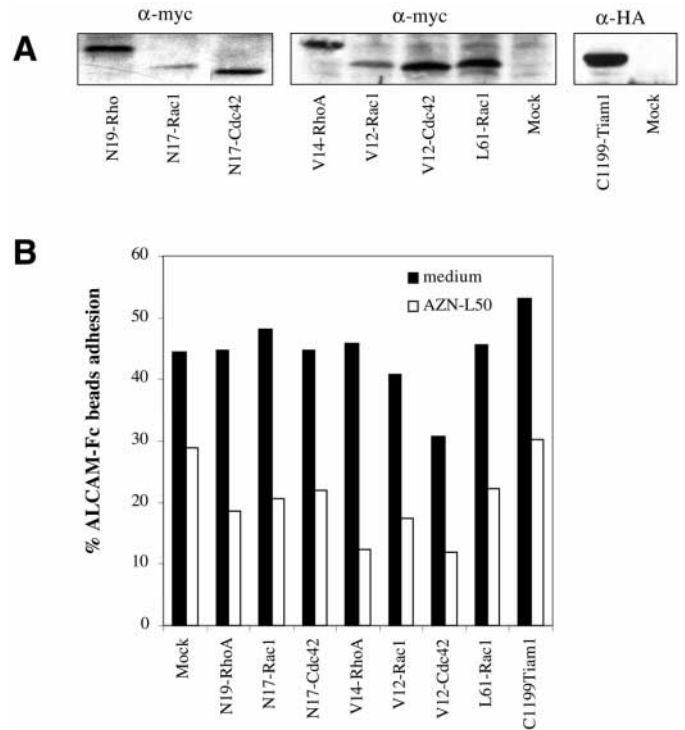 α-myc
α-myc
α-HA
A
N19-Rho
N17-Rac1
N17-Cdc42
V14-RhoA
V12-Rac1
V12-Cdc42
L61-Rac1
Mock
C1199-Tiam1
Mock
B
60
50
40
30
20
10
0
% ALCAM-Fc beads adhesion
medium
AZN-L50
Mock
N19-RhoA
N17-Rac1
N17-Cdc42
V14-RhoA
V12-Rac1
V12-Cdc42
L61-Rac1
C1199Tiam1